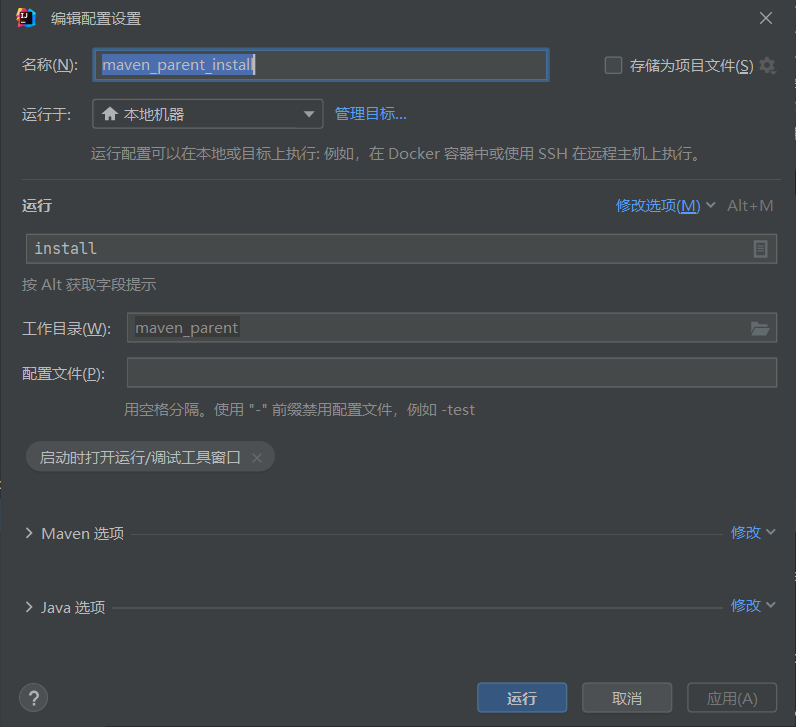 编辑配置设置
名称(N): maven_parent_install 存储为项目文件(S)
运行于: 本地机器 管理目标...
运行配置可以在本地或目标上执行: 例如，在 Docker 容器中或使用 SSH 在远程主机上执行。
运行 修改选项(M) Alt+M
install
按 Alt 获取字段提示
工作目录(W): maven_parent
配置文件(P):
用空格分隔。使用 "-" 前缀禁用配置文件，例如 -test
启动时打开运行/调试工具窗口
Maven 选项 修改
Java 选项 修改
? 运行 取消 应用(A)